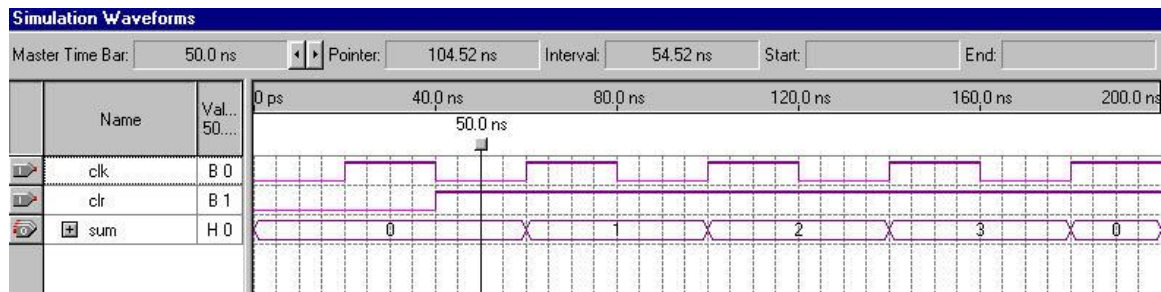 Simulation Waveforms
Master Time Bar: 50.0 ns Pointer: 104.52 ns Interval: 54.52 ns Start: End:
Name Val... 50.... 0 ps 40.0 ns 80.0 ns 120.0 ns 160.0 ns 200.0 ns
50.0 ns
clk B 0
clr B 1
sum H 0 0 1 2 3 0